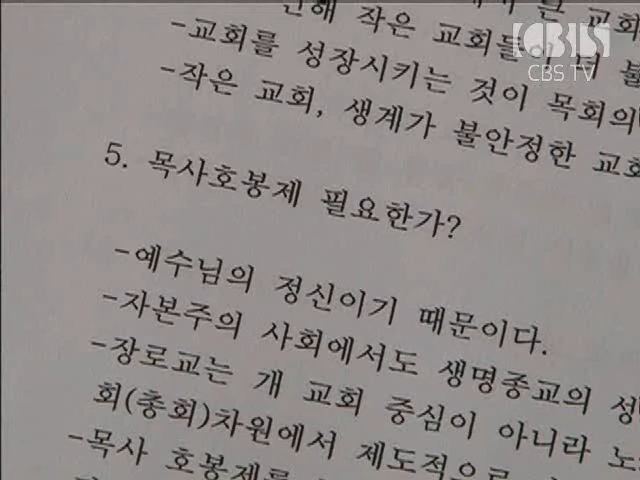 작은 교회들이 더
CBS
CBS TV
-교회를 성장시키는 것이 목회의
-작은 교회, 생계가 불안정한 교회
5. 목사호봉제 필요한가?
-예수님의 정신이기 때문이다.
-자본주의 사회에서도 생명종교의
-장로교는 개 교회 중심이 아니라
회(총회)차원에서 제도적으로
-목사 호봉제를